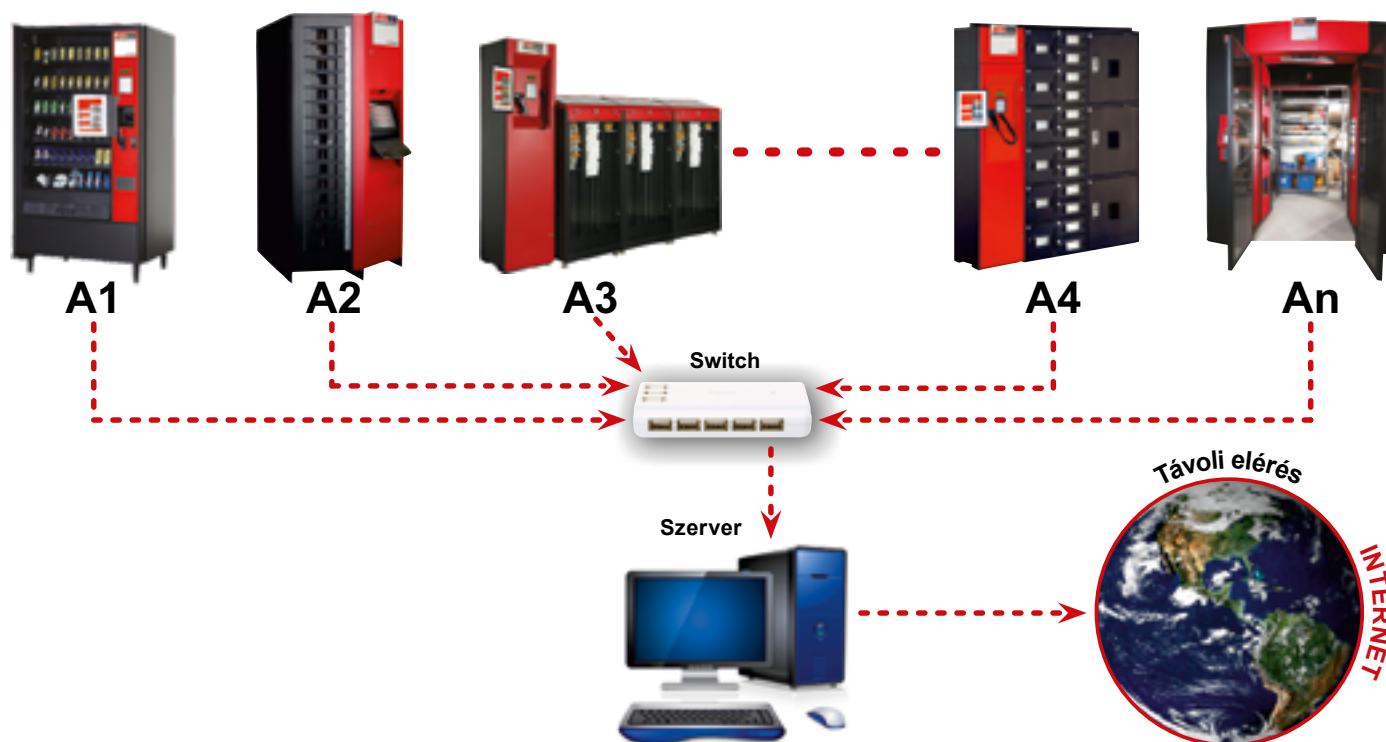 A1
A2
A3
A4
An
Switch
Szerver
Távoli elérés
INTERNET